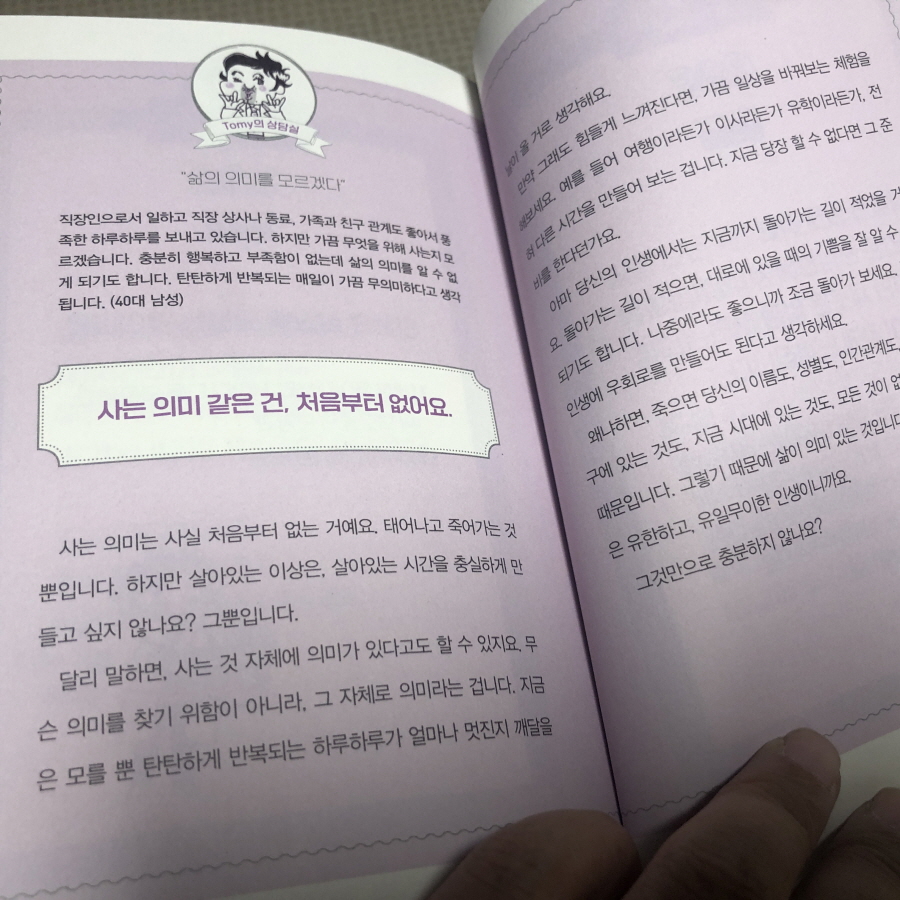 Tomy의 상담실
"삶의 의미를 모르겠다"
직장인으로서 일하고 직장 상사나 동료, 가족과 친구 관계도 좋아서 풍
족한 하루하루를 보내고 있습니다. 하지만 가끔 무엇을 위해 사는지 모
르겠습니다. 충분히 행복하고 부족함이 없는데 삶의 의미를 알 수 없
게 되기도 합니다. 탄탄하게 반복되는 매일이 가끔 무의미하다고 생각
됩니다. (40대 남성)
사는 의미 같은 건, 처음부터 없어요.
사는 의미는 사실 처음부터 없는 거예요. 태어나고 죽어가는 것
뿐입니다. 하지만 살아있는 이상은, 살아있는 시간을 충실하게 만
들고 싶지 않나요? 그뿐입니다.
달리 말하면, 사는 것 자체에 의미가 있다고도 할 수 있지요. 무
슨 의미를 찾기 위함이 아니라, 그 자체로 의미라는 겁니다. 지금
은 모를 뿐 탄탄하게 반복되는 하루하루가 얼마나 멋진지 깨달을
날이 올 거로 생각해요.
만약 그래도 힘들게 느껴진다면, 가끔 일상을 바꿔보는 체험을
해보세요. 예를 들어 여행이라든가 이사라든가 유학이라든가, 전
혀 다른 시간을 만들어 보는 겁니다. 지금 당장 할 수 없다면 그 준
비를 한다던가요.
아마 당신의 인생에서는 지금까지 돌아가는 길이 적었을 거
요. 돌아가는 길이 적으면, 대로에 있을 때의 기쁨을 잘 알 수
되기도 합니다. 나중에라도 좋으니까 조금 돌아가 보세요.
인생에 우회로를 만들어도 된다고 생각하세요.
왜냐하면, 죽으면 당신의 이름도, 성별도, 인간관계도,
구에 있는 것도, 지금 시대에 있는 것도, 모든 것이 없
때문입니다. 그렇기 때문에 삶이 의미 있는 것입니다
은 유한하고, 유일무이한 인생이니까요.
그것만으로 충분하지 않나요?